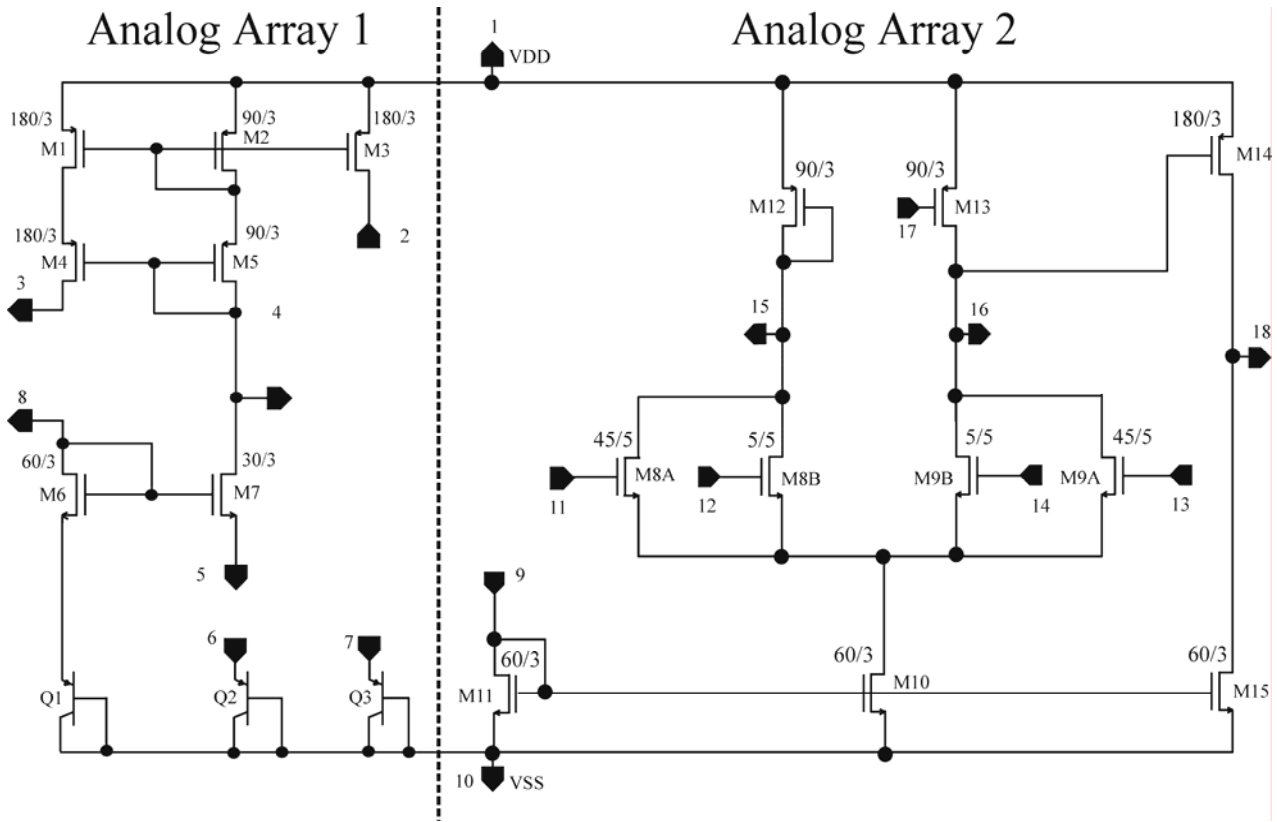 Analog Array 1
Analog Array 2
1
VDD
180/3
90/3
180/3
180/3
M1
M2
M3
M14
90/3
90/3
M12
M13
17
180/3
90/3
2
M4
M5
3
4
15
16
18
8
60/3
30/3
45/5
5/5
5/5
45/5
M6
M7
M8A
M8B
M9B
M9A
11
12
14
13
5
9
6
7
60/3
60/3
60/3
Q1
Q2
Q3
M11
M10
M15
10
VSS